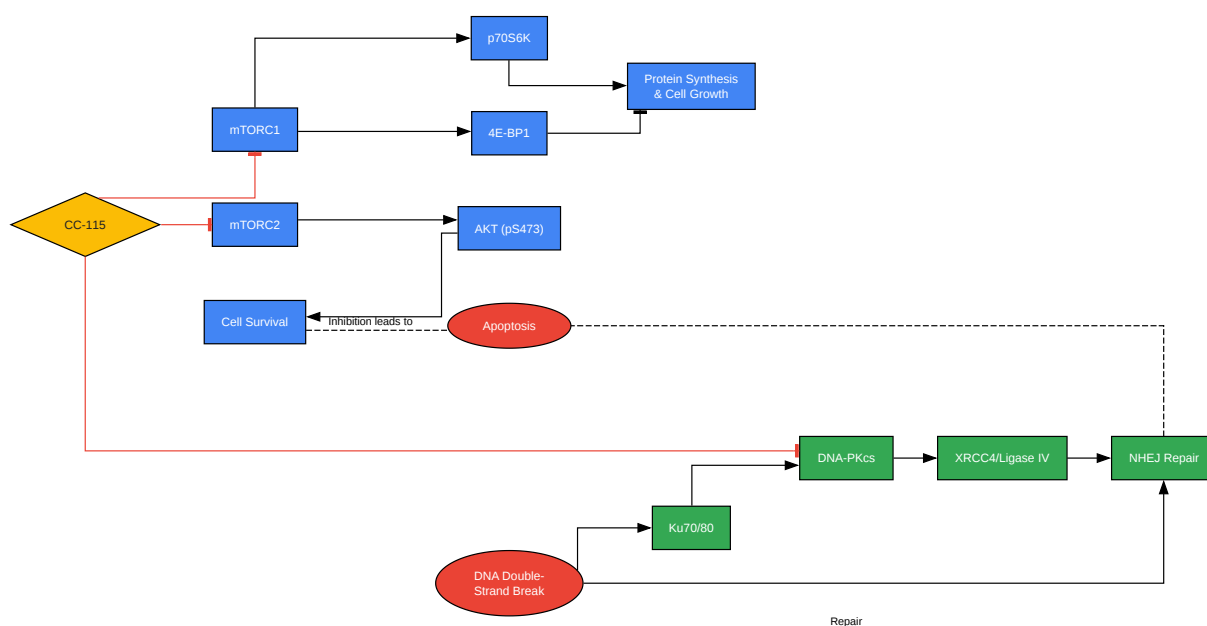 p70S6K
Protein Synthesis
& Cell Growth
mTORC1
4E-BP1
CC-115
mTORC2
AKT (pS473)
Cell Survival
Inhibition leads to
Apoptosis
DNA-PKcs
XRCC4/Ligase IV
NHEJ Repair
Ku70/80
DNA Double-
Strand Break
Repair